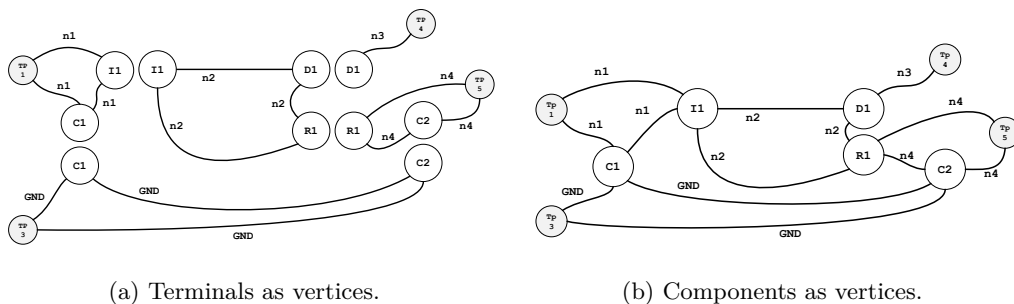 TP
4
n1
n3
TP
1
I1
I1
D1
D1
n2
n4
TP
5
n1
n1
n2
C1
n2
R1
R1
C2
n4
n4
C1
C2
GND
GND
TP
3
GND
(a) Terminals as vertices.
Tp
4
n1
n3
Tp
1
n1
I1
D1
n2
n4
n1
n2
Tp
5
n2
R1
n4
C1
C2
n4
GND
GND
Tp
3
GND
(b) Components as vertices.